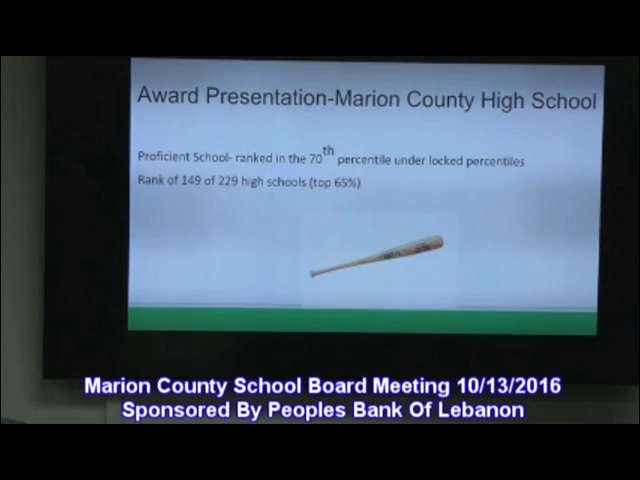 Award Presentation-Marion County High School
Proficient School- ranked in the 70th percentile under locked percentiles
Rank of 149 of 229 high schools (top 65%)
Marion County School Board Meeting 10/13/2016
Sponsored By Peoples Bank Of Lebanon